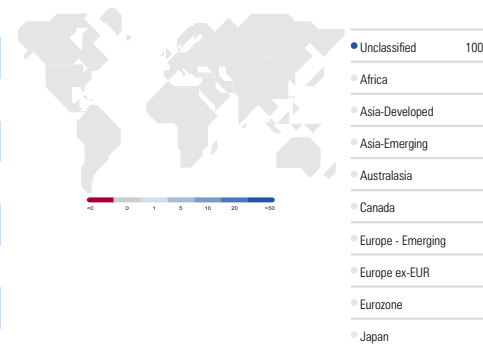 Unclassified 100
Africa
Asia-Developed
Asia-Emerging
Australasia
Canada
Europe - Emerging
Europe ex-EUR
Eurozone
Japan
<0 0 1 5 10 20 >50